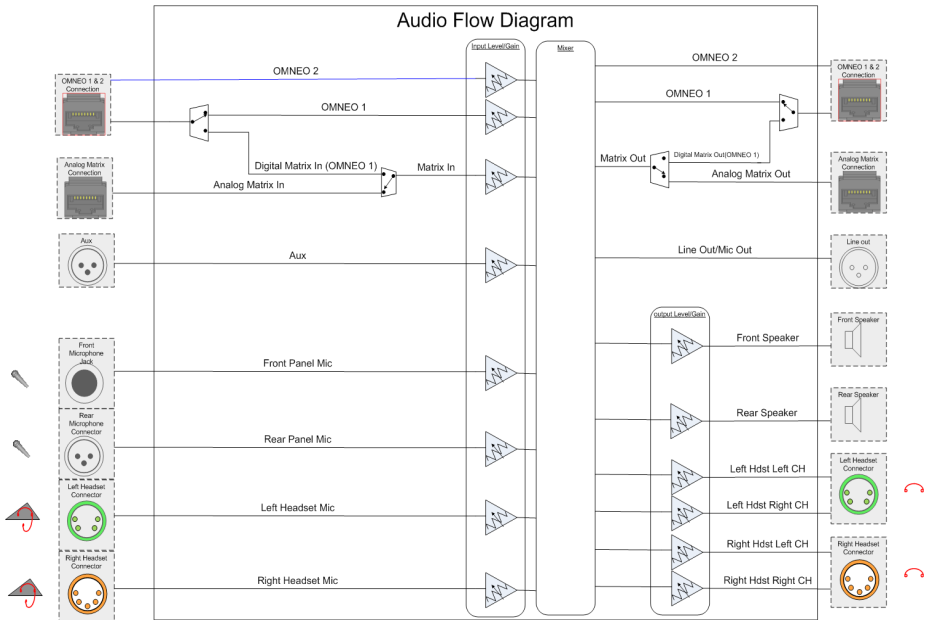 Audio Flow Diagram
Input Level/Gain
Mixer
OMNEO 1 & 2
Connection
OMNEO 2
OMNEO 1
Digital Matrix In (OMNEO 1)
Matrix In
Analog Matrix
Connection
Analog Matrix In
Aux
Aux
Front
Microphone
Jack
Front Panel Mic
Rear
Microphone
Connector
Rear Panel Mic
Left Headset
Connector
Left Headset Mic
Right Headset
Connector
Right Headset Mic
OMNEO 2
OMNEO 1 & 2
Connection
OMNEO 1
Matrix Out
Digital Matrix Out(OMNEO 1)
Analog Matrix Out
Analog Matrix
Connection
Line Out/Mic Out
Line out
output Level/Gain
Front Speaker
Front Speaker
Rear Speaker
Rear Speaker
Left Hdst Left CH
Left Hdst Right CH
Left Headset
Connector
Right Hdst Left CH
Right Hdst Right CH
Right Headset
Connector